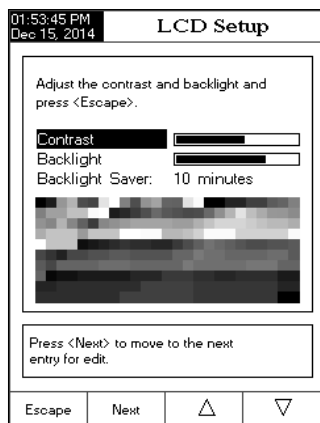 01:53:45 PM
Dec 15, 2014
LCD Setup
Adjust the contrast and backlight and
press <Escape>.
Contrast
Backlight
Backlight Saver: 10 minutes
Press <Next> to move to the next
entry for edit.
Escape Next